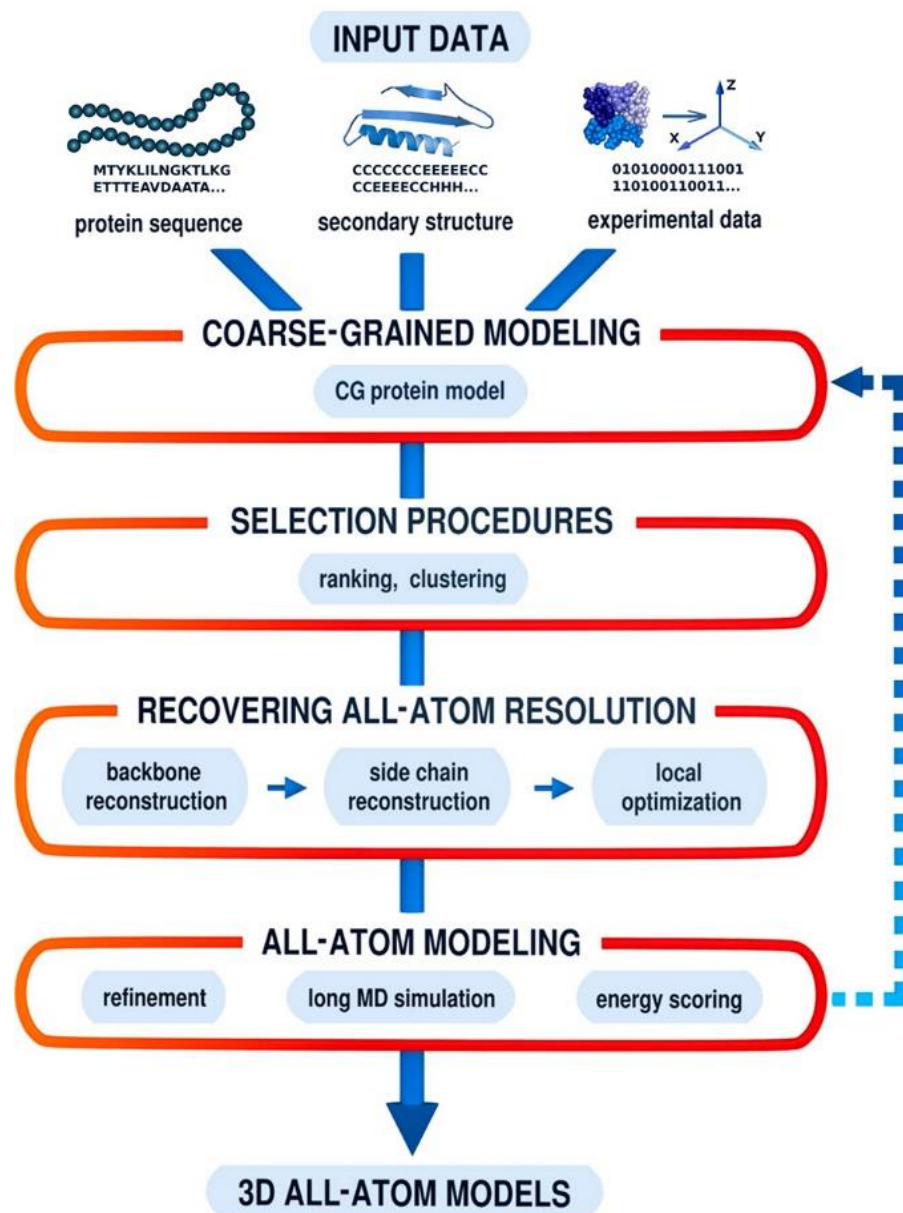 INPUT DATA
MTYKLILNGKTLKG
ETTTEAVDAATA...
protein sequence
CCCCCCCEEEEECC
CCEEEECCHHH...
secondary structure
Z
X
Y
01010000111001
110100110011...
experimental data
COARSE-GRAINED MODELING
CG protein model
SELECTION PROCEDURES
ranking, clustering
RECOVERING ALL-ATOM RESOLUTION
backbone
reconstruction
side chain
reconstruction
local
optimization
ALL-ATOM MODELING
refinement
long MD simulation
energy scoring
3D ALL-ATOM MODELS